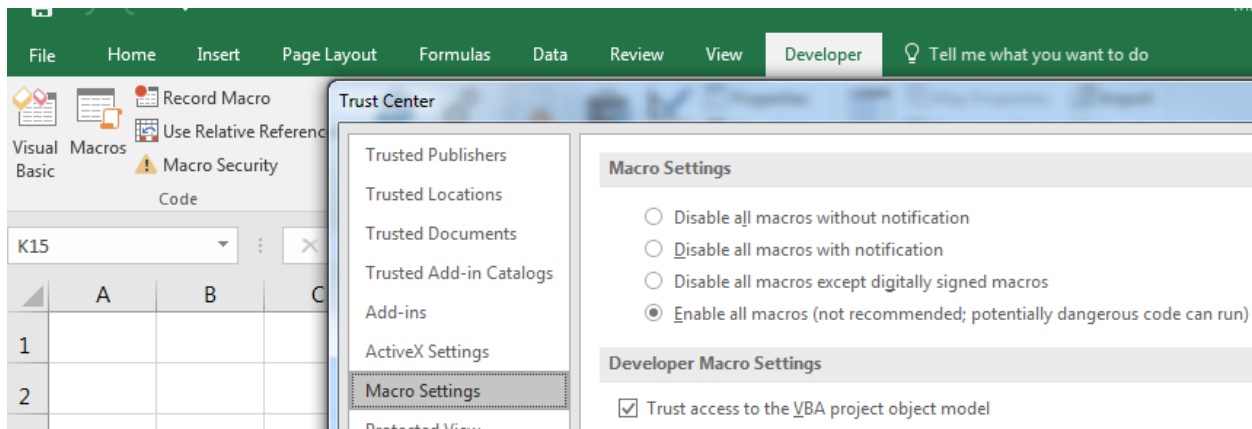 File Home Insert Page Layout Formulas Data Review View Developer Tell me what you want to do
Visual Basic
Macros
Record Macro
Use Relative Referenc
Macro Security
Code
K15
A B C
1
2
Trust Center
Trusted Publishers
Trusted Locations
Trusted Documents
Trusted Add-in Catalogs
Add-ins
ActiveX Settings
Macro Settings
Protected View
Macro Settings
Disable all macros without notification
Disable all macros with notification
Disable all macros except digitally signed macros
Enable all macros (not recommended; potentially dangerous code can run)
Developer Macro Settings
Trust access to the VBA project object model